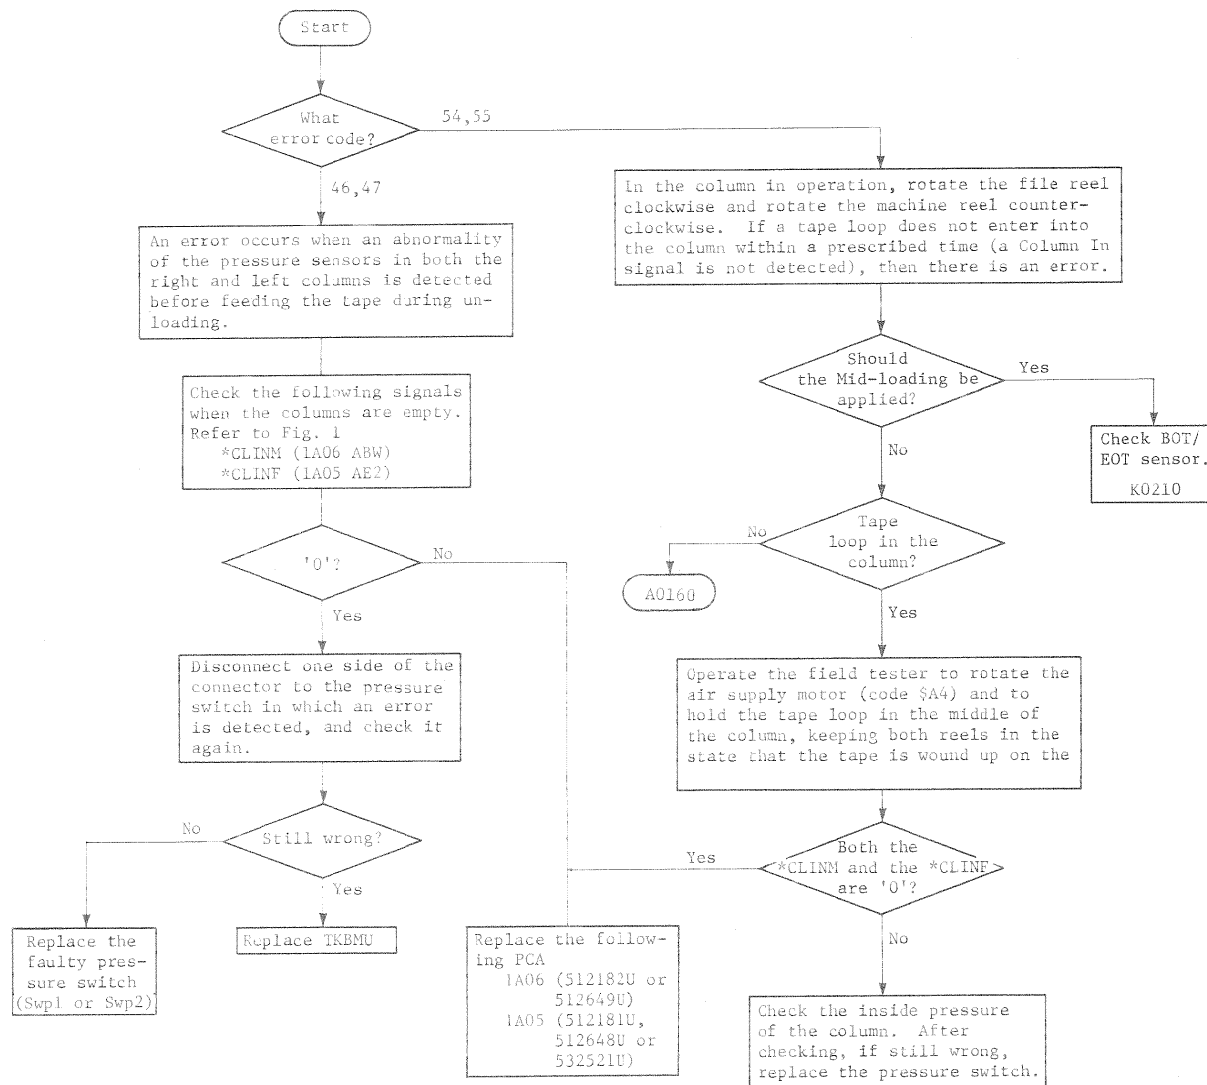 Start
What
error code?
54,55
46,47
An error occurs when an abnormality
of the pressure sensors in both the
right and left columns is detected
before feeding the tape during un-
loading.
Check the following signals
when the columns are empty.
Refer to Fig. 1
*CLINM (1A06 ABW)
*CLINF (1A05 AE2)
'0'?
No
Yes
Disconnect one side of the
connector to the pressure
switch in which an error
is detected, and check it
again.
Still wrong?
No
Yes
Replace the
faulty pres-
sure switch
(Swp1 or Swp2)
Replace TKBMU
Replace the follow-
ing PCA
1A06 (512182U or
512649U)
1A05 (512181U,
512648U or
532521U)
In the column in operation, rotate the file reel
clockwise and rotate the machine reel counter-
clockwise. If a tape loop does not enter into
the column within a prescribed time (a Column In
signal is not detected), then there is an error.
Should
the Mid-loading be
applied?
Yes
Check BOT/
EOT sensor.
K0210
No
Tape
loop in the
column?
No
A0160
Yes
Operate the field tester to rotate the
air supply motor (code $A4) and to
hold the tape loop in the middle of
the column, keeping both reels in the
state that the tape is wound up on the
Both the
*CLINM and the *CLINF
are '0'?
Yes
No
Check the inside pressure
of the column. After
checking, if still wrong,
replace the pressure switch.